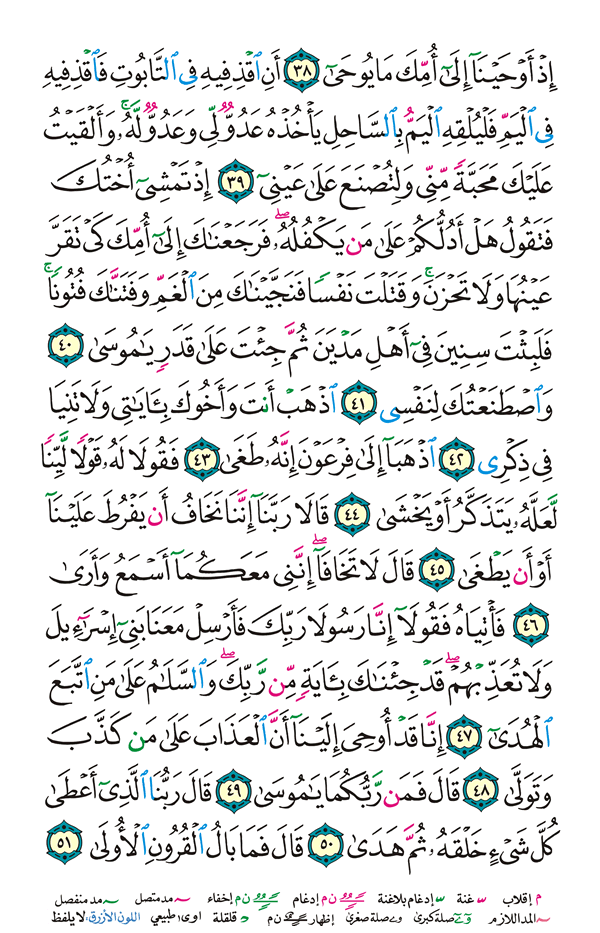 إِذْ أَوْحَيْنَآ إِلَىٰٓ أُمِّكَ مَا يُوحَىٰٓ ٣٨ أَنِ ٱقْذِفِيهِ فِى ٱلتَّابُوتِ فَٱقْذِفِيهِ
فِى ٱلْيَمِّ فَلْيُلْقِهِ ٱلْيَمُّ بِٱلسَّاحِلِ يَأْخُذْهُ عَدُوٌّ لِّى وَعَدُوٌّ لَّهُۥ ۚ وَأَلْقَيْتُ
عَلَيْكَ مَحَبَّةً مِّنِّى وَلِتُصْنَعَ عَلَىٰ عَيْنِىٓ ٣٩ إِذْ تَمْشِىٓ أُخْتُكَ
فَتَقُولُ هَلْ أَدُلُّكُمْ عَلَىٰ مَن يَكْفُلُهُۥ ۖ فَرَجَعْنَٰكَ إِلَىٰٓ أُمِّكَ كَىْ تَقَرَّ
عَيْنُهَا وَلَا تَحْزَنَ ۚ وَقَتَلْتَ نَفْسًا فَنَجَّيْنَٰكَ مِنَ ٱلْغَمِّ وَفَتَنَّٰكَ فُتُونًا ۚ
فَلَبِثْتَ سِنِينَ فِىٓ أَهْلِ مَدْيَنَ ثُمَّ جِئْتَ عَلَىٰ قَدَرٍ يَٰمُوسَىٰ ٤٠
وَٱصْطَنَعْتُكَ لِنَفْسِى ٤١ ٱذْهَبْ أَنتَ وَأَخُوكَ بِـَٔايَٰتِى وَلَا تَنِيَا
فِى ذِكْرِى ٤٢ ٱذْهَبَآ إِلَىٰ فِرْعَوْنَ إِنَّهُۥ طَغَىٰ ٤٣ فَقُولَا لَهُۥ قَوْلًا لَّيِّنًا
لَّعَلَّهُۥ يَتَذَكَّرُ أَوْ يَخْشَىٰ ٤٤ قَالَا رَبَّنَآ إِنَّنَا نَخَافُ أَن يَفْرُطَ عَلَيْنَآ
أَوْ أَن يَطْغَىٰ ٤٥ قَالَ لَا تَخَافَآ ۖ إِنَّنِى مَعَكُمَآ أَسْمَعُ وَأَرَىٰ
٤٦ فَأْتِيَاهُ فَقُولَآ إِنَّا رَسُولَا رَبِّكَ فَأَرْسِلْ مَعَنَا بَنِىٓ إِسْرَٰٓءِيلَ
وَلَا تُعَذِّبْهُمْ ۖ قَدْ جِئْنَٰكَ بِـَٔايَةٍ مِّن رَّبِّكَ ۖ وَٱلسَّلَٰمُ عَلَىٰ مَنِ ٱتَّبَعَ
ٱلْهُدَىٰٓ ٤٧ إِنَّا قَدْ أُوحِىَ إِلَيْنَآ أَنَّ ٱلْعَذَابَ عَلَىٰ مَن كَذَّبَ
وَتَوَلَّىٰ ٤٨ قَالَ فَمَن رَّبُّكُمَا يَٰمُوسَىٰ ٤٩ قَالَ رَبُّنَا ٱلَّذِىٓ أَعْطَىٰ
كُلَّ شَىْءٍ خَلْقَهُۥ ثُمَّ هَدَىٰ ٥٠ قَالَ فَمَا بَالُ ٱلْقُرُونِ ٱلْأُولَىٰ ٥١
م إقلاب غنة إدغام بلاغنة ن م إدغام ن م إخفاء مد متصل مد منفصل
المد اللازم صلة كبرى صلة صغرى إظهار ن م قلقلة اوى طبيعي اللون الأزرق: لا يلفظ